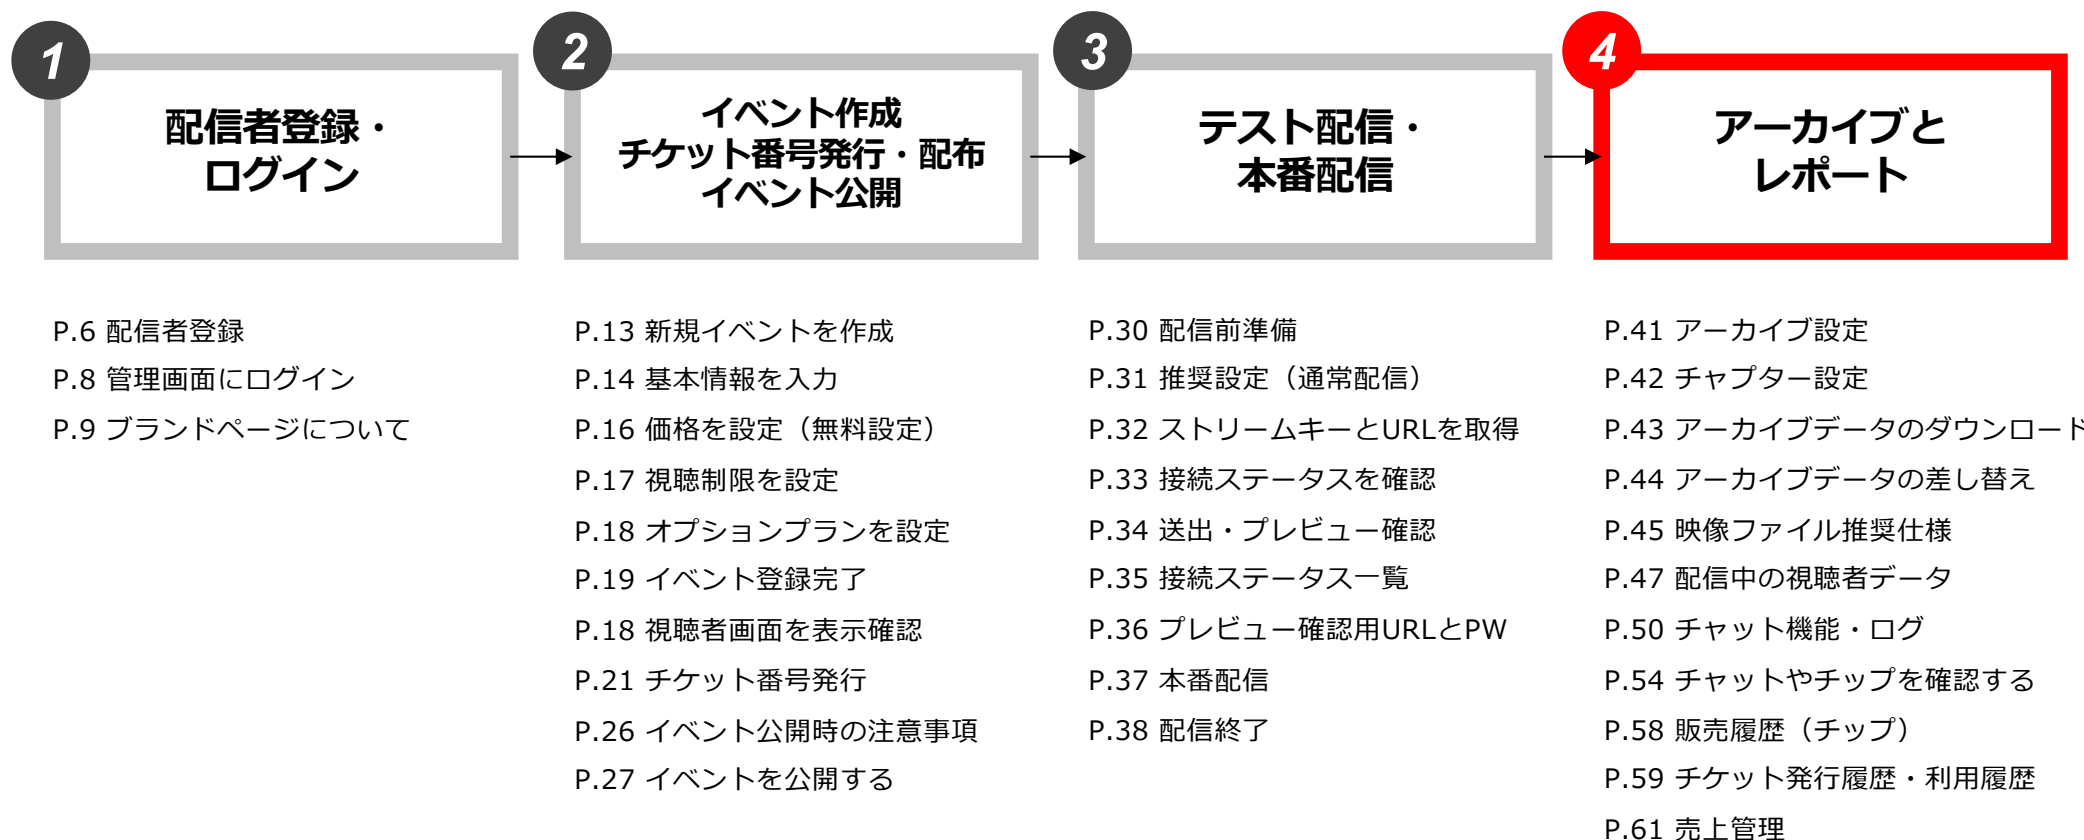 1
配信者登録・
ログイン
P.6 配信者登録
P.8 管理画面にログイン
P.9 ブランドページについて
2
イベント作成
チケット番号発行・配布
イベント公開
P.13 新規イベントを作成
P.14 基本情報を入力
P.16 価格を設定（無料設定）
P.17 視聴制限を設定
P.18 オプションプランを設定
P.19 イベント登録完了
P.18 視聴者画面を表示確認
P.21 チケット番号発行
P.26 イベント公開時の注意事項
P.27 イベントを公開する
3
テスト配信・
本番配信
P.30 配信前準備
P.31 推奨設定（通常配信）
P.32 ストリームキーとURLを取得
P.33 接続ステータスを確認
P.34 送出・プレビュー確認
P.35 接続ステータス一覧
P.36 プレビュー確認用URLとPW
P.37 本番配信
P.38 配信終了
4
アーカイブと
レポート
P.41 アーカイブ設定
P.42 チャプター設定
P.43 アーカイブデータのダウンロード
P.44 アーカイブデータの差し替え
P.45 映像ファイル推奨仕様
P.47 配信中の視聴者データ
P.50 チャット機能・ログ
P.54 チャットやチップを確認する
P.58 販売履歴（チップ）
P.59 チケット発行履歴・利用履歴
P.61 売上管理